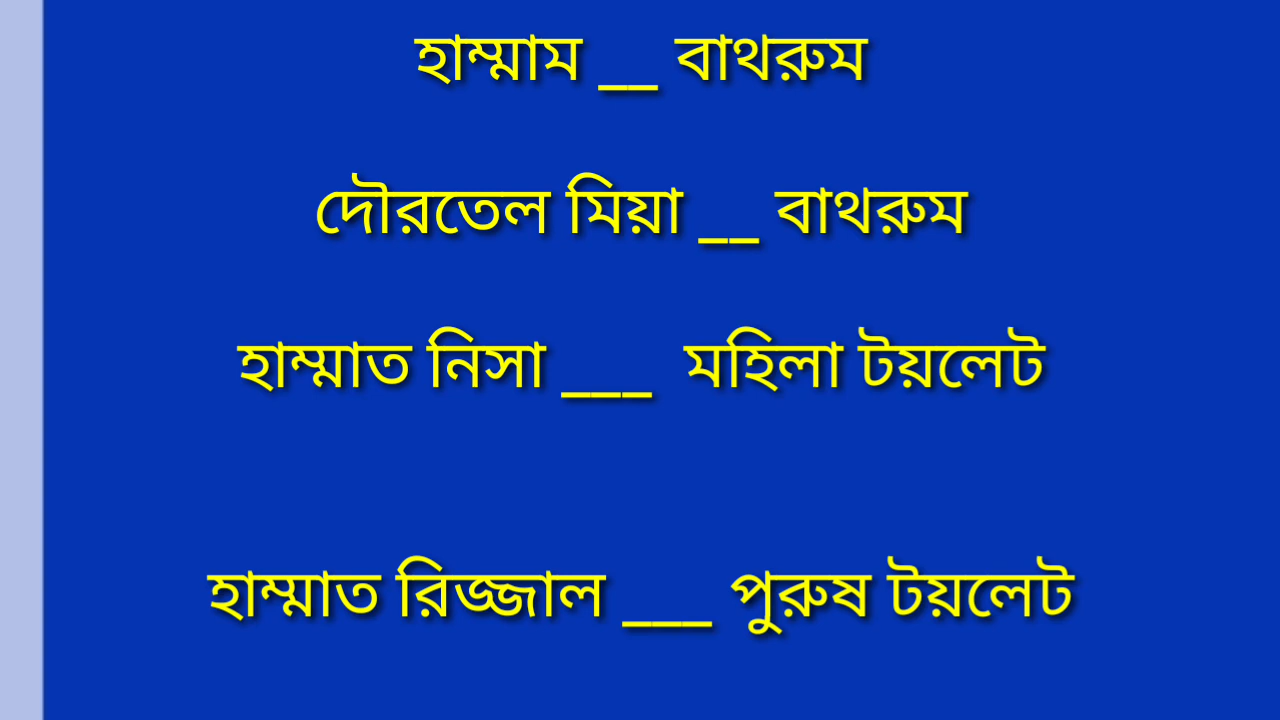 হাম্মাম __ বাথরুম
দৌরতেল মিয়া __ বাথরুম
হাম্মাত নিসা ___ মহিলা টয়লেট
হাম্মাত রিজ্জাল ___ পুরুষ টয়লেট